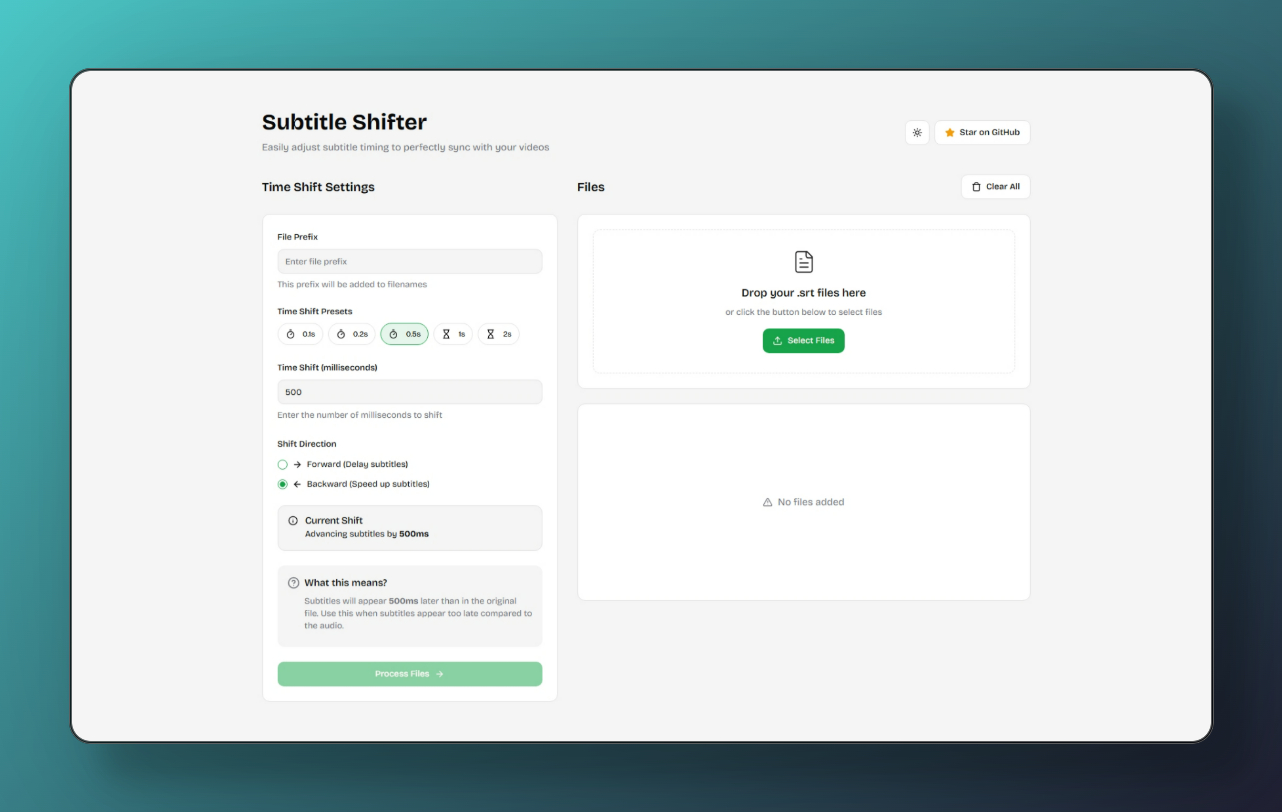 Subtitle Shifter
Easily adjust subtitle timing to perfectly sync with your videos
Star on GitHub
Time Shift Settings
File Prefix
Enter file prefix
This prefix will be added to filenames
Time Shift Presets
0.1s 0.2s 0.5s 1s 2s
Time Shift (milliseconds)
500
Enter the number of milliseconds to shift
Shift Direction
Forward (Delay subtitles)
Backward (Speed up subtitles)
Current Shift
Advancing subtitles by 500ms
What this means?
Subtitles will appear 500ms later than in the original
file. Use this when subtitles appear too late compared to
the audio.
Process Files
Files
Clear All
Drop your .srt files here
or click the button below to select files
Select Files
No files added